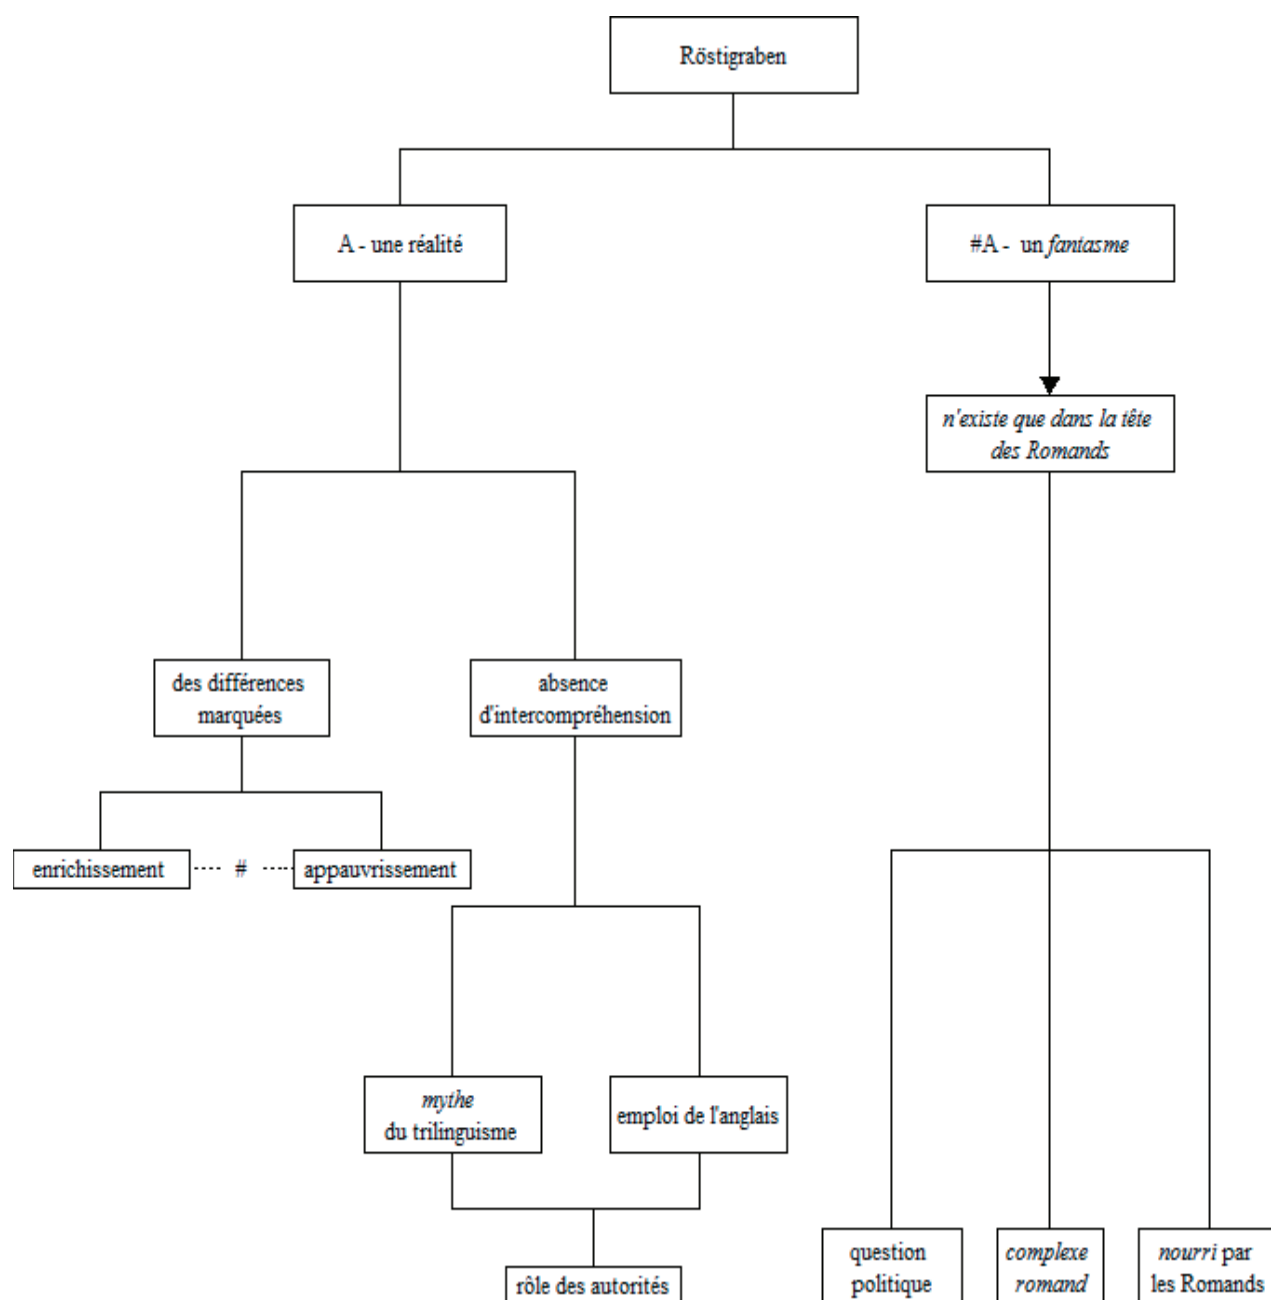 Röstigraben
A - une réalité
#A - un fantasme
n'existe que dans la tête
des Romands
des différences
marquées
absence
d'intercompréhension
enrichissement
#
appauvrissement
mythe
du trilinguisme
emploi de l'anglais
rôle des autorités
question
politique
complexe
romand
nourri par
les Romands